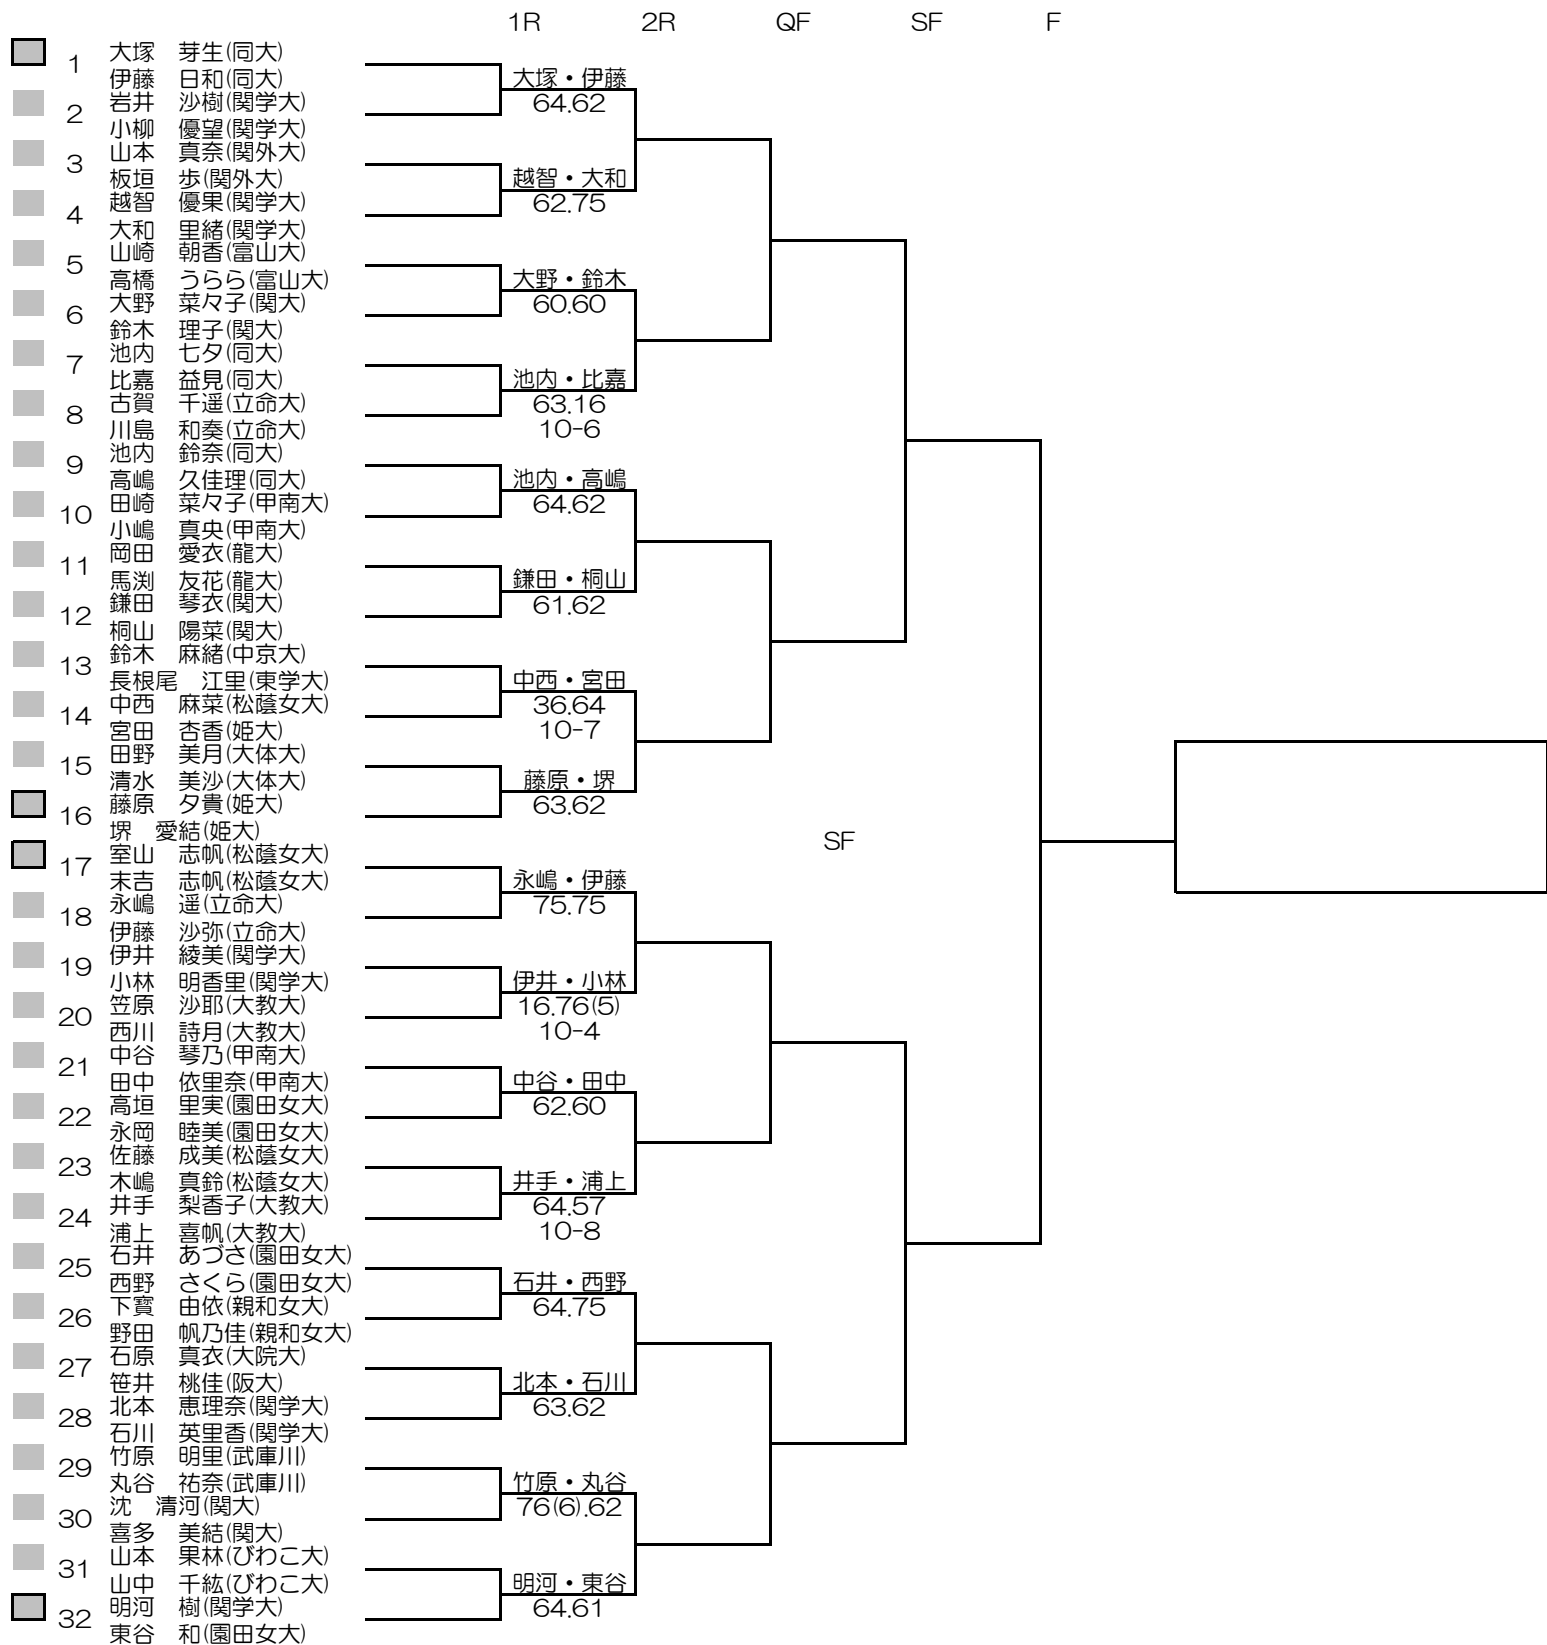 1R 2R QF SF F
大塚　芽生(同大)
1
伊藤　日和(同大)
大塚・伊藤
岩井　沙樹(関学大)
64.62
2
小柳　優望(関学大)
山本　真奈(関外大)
3
板垣　歩(関外大)
越智・大和
越智　優果(関学大)
62.75
4
大和　里緒(関学大)
山崎　朝香(富山大)
5
高橋　うらら(富山大)
大野・鈴木
大野　菜々子(関大)
60.60
6
鈴木　理子(関大)
池内　七夕(同大)
7
比嘉　益見(同大)
池内・比嘉
古賀　千遥(立命大)
63.16
8
川島　和奏(立命大)
10-6
池内　鈴奈(同大)
9
高嶋　久佳理(同大)
池内・高嶋
田崎　菜々子(甲南大)
64.62
10
小嶋　真央(甲南大)
岡田　愛衣(龍大)
11
馬渕　友花(龍大)
鎌田・桐山
鎌田　琴衣(関大)
61.62
12
桐山　陽菜(関大)
鈴木　麻緒(中京大)
13
長根尾　江里(東学大)
中西・宮田
中西　麻菜(松蔭女大)
36.64
14
宮田　杏香(姫大)
10-7
田野　美月(大体大)
15
清水　美沙(大体大)
藤原・堺
藤原　夕貴(姫大)
63.62
16
堺　愛結(姫大)
SF
室山　志帆(松蔭女大)
17
末吉　志帆(松蔭女大)
永嶋・伊藤
永嶋　遥(立命大)
75.75
18
伊藤　沙弥(立命大)
伊井　綾美(関学大)
19
小林　明香里(関学大)
伊井・小林
笠原　沙耶(大教大)
16.76(5)
20
西川　詩月(大教大)
10-4
中谷　琴乃(甲南大)
21
田中　依里奈(甲南大)
中谷・田中
高垣　里実(園田女大)
62.60
22
永岡　睦美(園田女大)
佐藤　成美(松蔭女大)
23
木嶋　真鈴(松蔭女大)
井手・浦上
井手　梨香子(大教大)
64.57
24
浦上　喜帆(大教大)
10-8
石井　あづさ(園田女大)
25
西野　さくら(園田女大)
石井・西野
下寳　由依(親和女大)
64.75
26
野田　帆乃佳(親和女大)
石原　真衣(大院大)
27
笹井　桃佳(阪大)
北本・石川
北本　恵理奈(関学大)
63.62
28
石川　英里香(関学大)
竹原　明里(武庫川)
29
丸谷　祐奈(武庫川)
竹原・丸谷
沈　清河(関大)
76(6).62
30
喜多　美結(関大)
山本　果林(びわこ大)
31
山中　千紘(びわこ大)
明河・東谷
明河　樹(関学大)
64.61
32
東谷　和(園田女大)